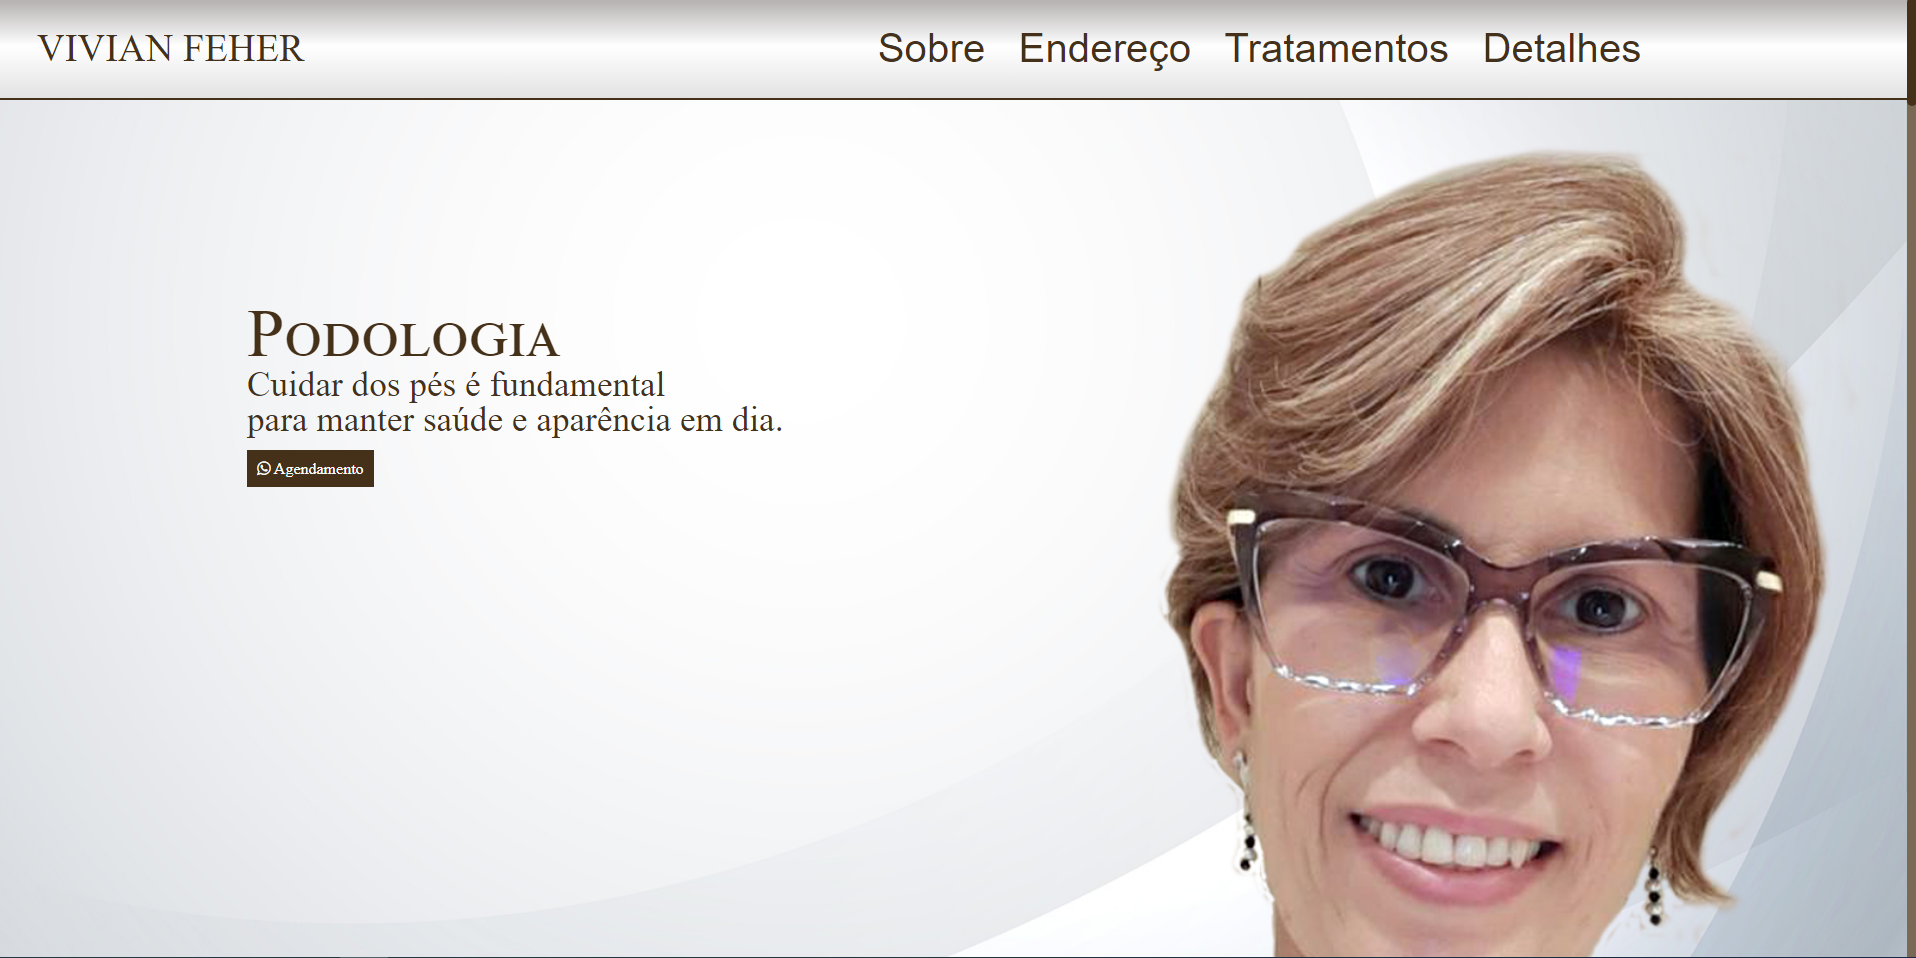 VIVIAN FEHER
Sobre Endereço Tratamentos Detalhes
Podologia
Cuidar dos pés é fundamental
para manter saúde e aparência em dia.
Agendamento